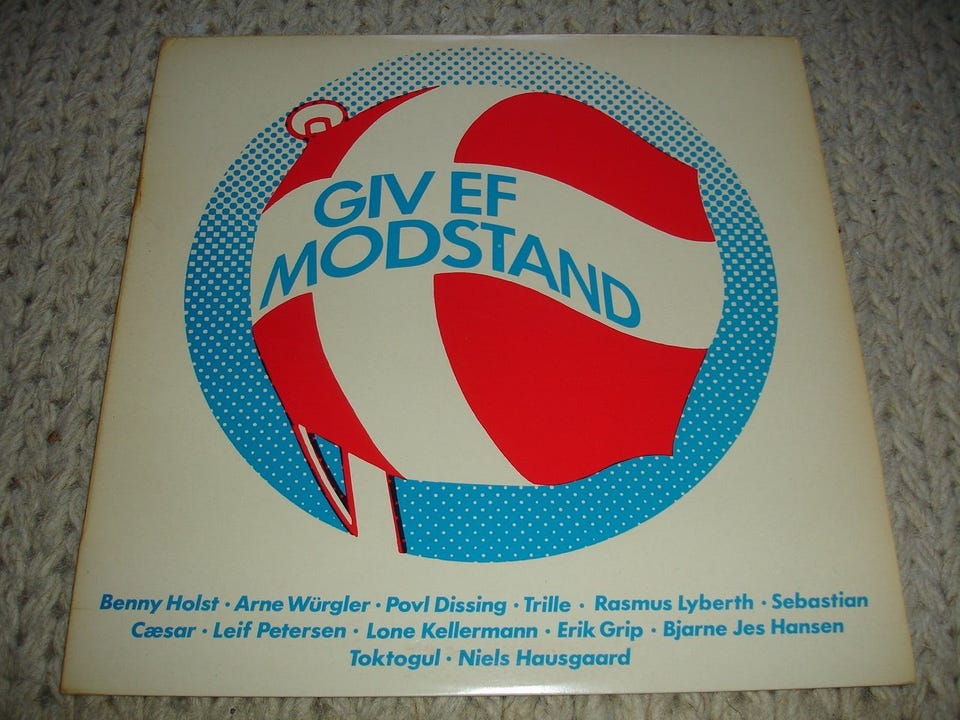 GIV EF
MODSTAND
Benny Holst · Arne Würgler · Povl Dissing · Trille · Rasmus Lyberth · Sebastian
Cæsar · Leif Petersen · Lone Kellermann · Erik Grip · Bjarne Jes Hansen
Toktogul · Niels Hausgaard